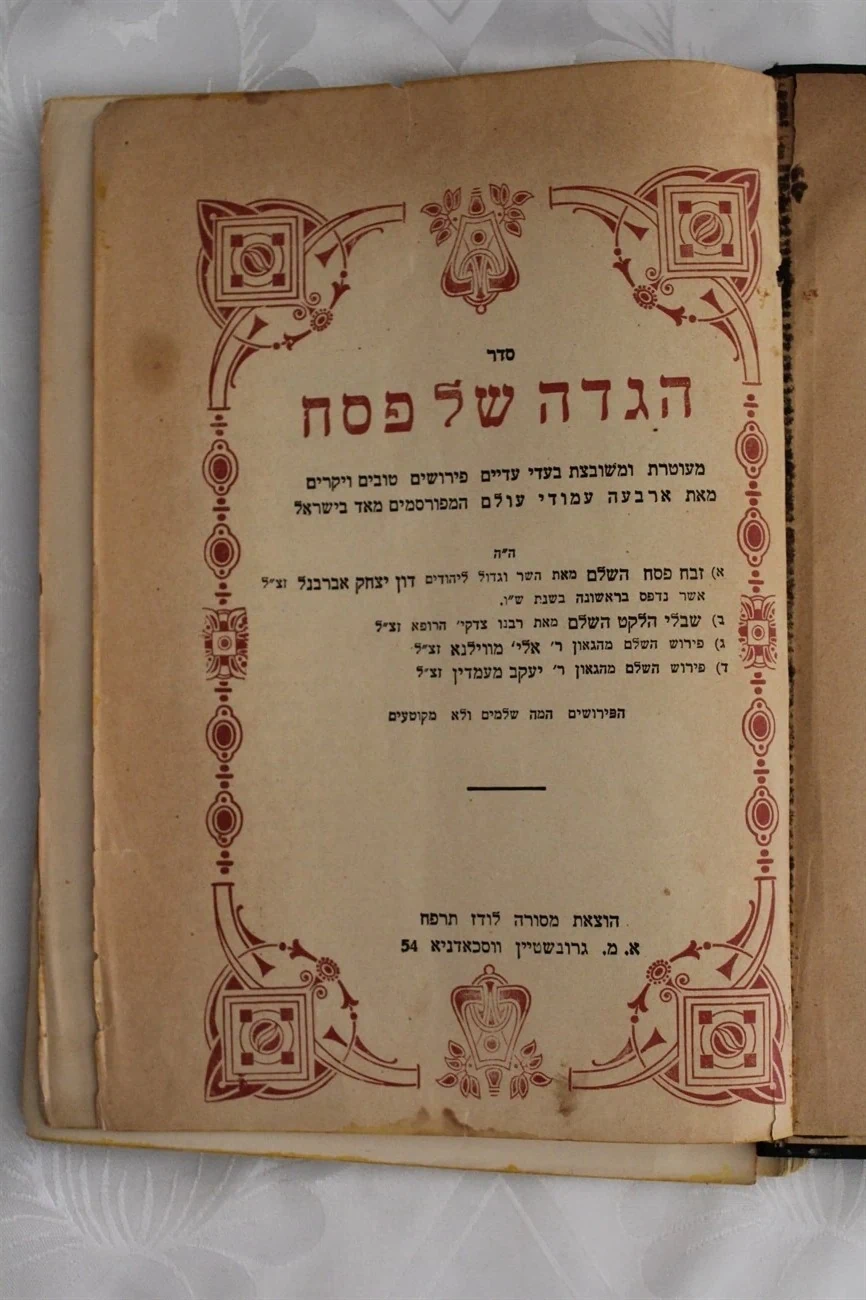 סדר
הגדה של פסח
מעוטרת ומשובצת בעדי עדיים פירושים טובים ויקרים
מאת ארבעה עמודי עולם המפורסמים מאד בישראל
ה״ה
א) זבח פסח השלם מאת השר וגדול ליהודים דון יצחק אברבנל זצ״ל
אשר נדפס בראשונה בשנת ש״ו.
ב) שבלי הלקט השלם מאת רבנו צדקי׳ הרופא זצ״ל
ג) פירוש השלם מהגאון ר׳ אלי׳ מווילנא זצ״ל
ד) פירוש השלם מהגאון ר׳ יעקב מעמדין זצ״ל
הפירושים המה שלמים ולא מקוטעים
הוצאת מסורה לודז תרפח
א. מ. גרובשטיין ווסכאדניא 54